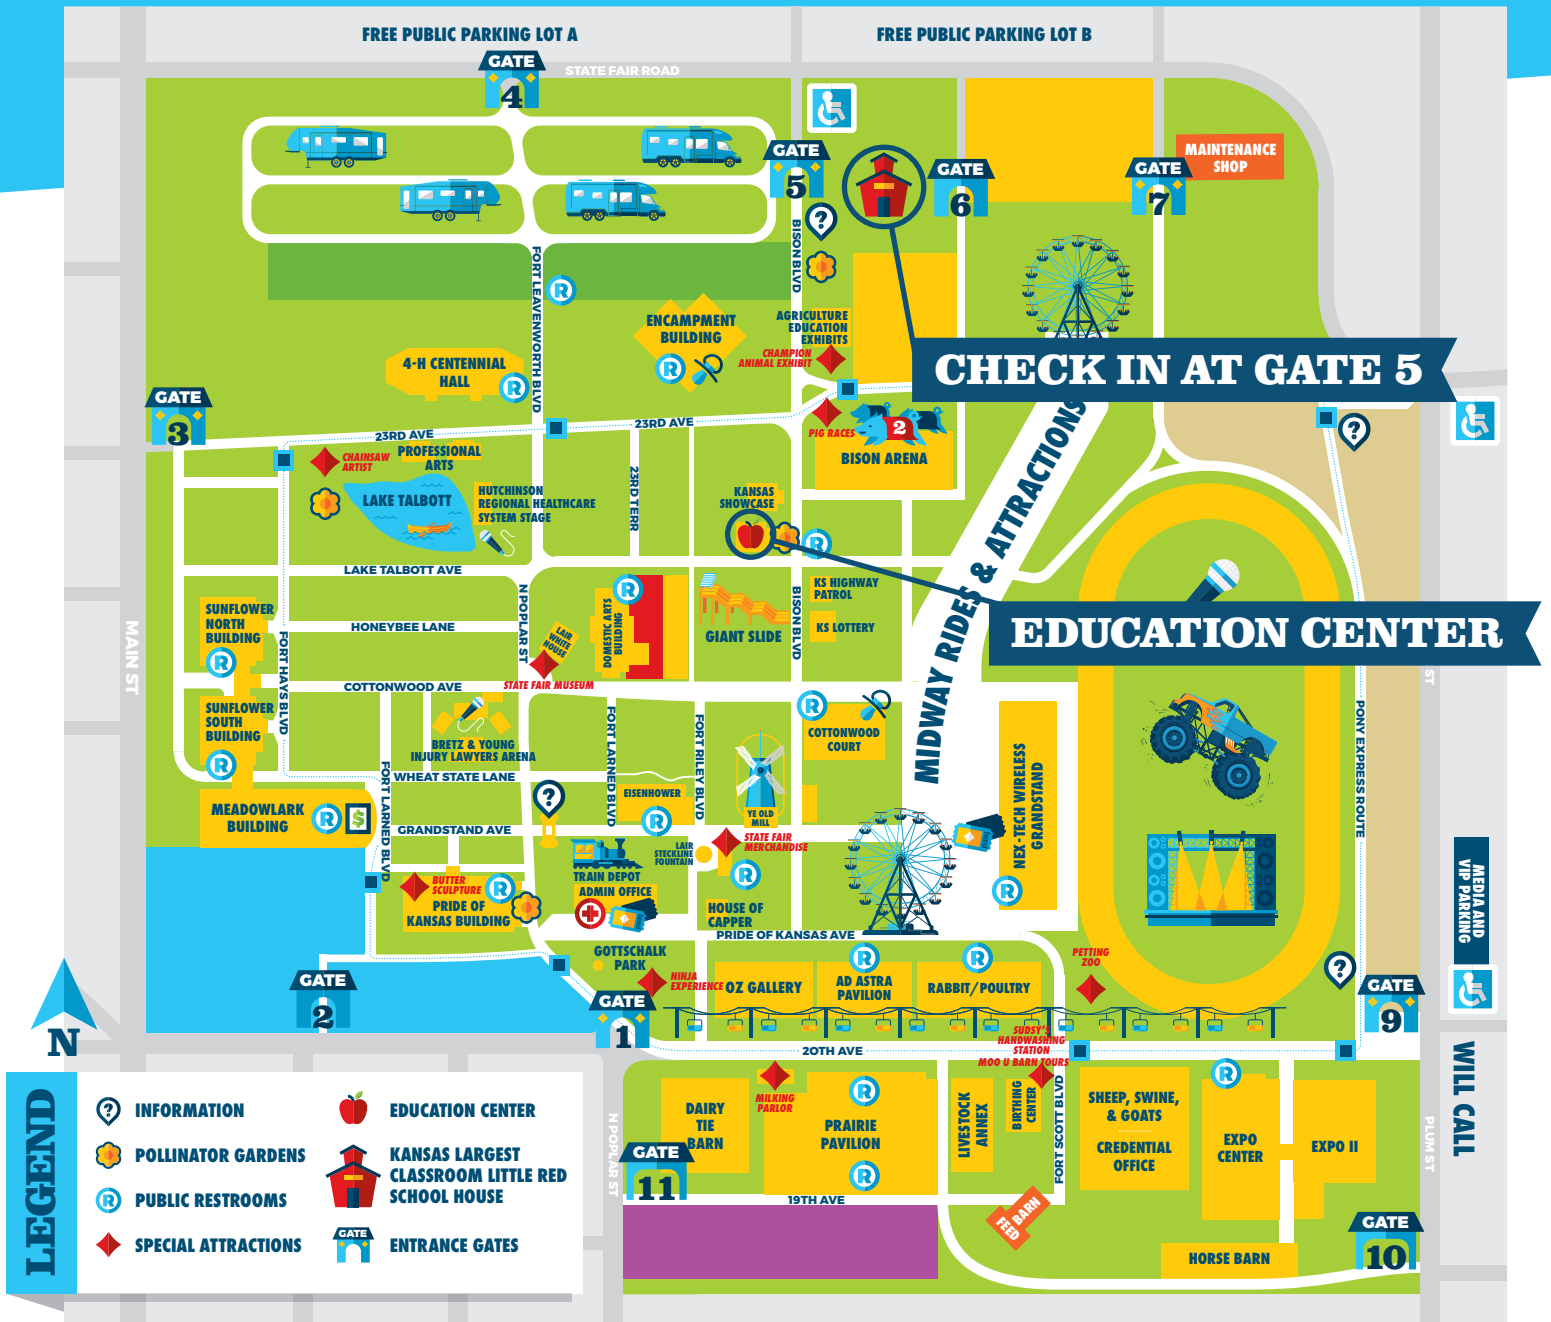 FREE PUBLIC PARKING LOT A
FREE PUBLIC PARKING LOT B
STATE FAIR ROAD
GATE
4
GATE
5
GATE
6
GATE
7
MAINTENANCE
SHOP
BISON BLVD
FORT LEAVENWORTH BLVD
R
ENCAMPMENT
BUILDING
R
AGRICULTURE
EDUCATION
EXHIBITS
CHAMPION
ANIMAL EXHIBIT
4-H CENTENNIAL
HALL
R
CHECK IN AT GATE 5
GATE
3
23RD AVE
23RD AVE
PIG RACES
2
BISON ARENA
CHAINSAW
ARTIST
PROFESSIONAL
ARTS
LAKE TALBOTT
HUTCHINSON
REGIONAL HEALTHCARE
SYSTEM STAGE
23RD TERR
KANSAS
SHOWCASE
R
MIDWAY RIDES & ATTRACTIONS
LAKE TALBOTT AVE
N POPLAR ST
R
DOMESTIC ARTS
BUILDING
GIANT SLIDE
BISON BLVD
KS HIGHWAY
PATROL
KS LOTTERY
EDUCATION CENTER
MAIN ST
SUNFLOWER
NORTH
BUILDING
R
FORT HAYS BLVD
HONEYBEE LANE
LAIR
WHITE
HOUSE
STATE FAIR MUSEUM
COTTONWOOD AVE
SUNFLOWER
SOUTH
BUILDING
R
BRETZ & YOUNG
INJURY LAWYERS ARENA
FORT LARNED BLVD
FORT RILEY BLVD
R
COTTONWOOD
COURT
NEX-TECH WIRELESS
GRANDSTAND
R
ST
PONY EXPRESS ROUTE
WHEAT STATE LANE
FORT LARNED BLVD
MEADOWLARK
BUILDING
R
$
EISENHOWER
R
YE OLD
MILL
GRANDSTAND AVE
LAIR
STECKLINE
FOUNTAIN
STATE FAIR
MERCHANDISE
R
TRAIN DEPOT
ADMIN OFFICE
BUTTER
SCULPTURE
R
PRIDE OF
KANSAS BUILDING
HOUSE OF
CAPPER
PRIDE OF KANSAS AVE
MEDIA AND
VIP PARKING
GOTTSCHALK
PARK
NINJA
EXPERIENCE
OZ GALLERY
R
AD ASTRA
PAVILION
R
RABBIT/POULTRY
PETTING
ZOO
GATE
2
GATE
1
GATE
9
N
SUDSY'S
HANDWASHING
STATION
MOO U BARN TOURS
20TH AVE
WILL CALL
PLUM ST
N POPLAR ST
DAIRY
TIE
BARN
MILKING
PARLOR
R
PRAIRIE
PAVILION
R
LIVESTOCK
ANNEX
BIRTHING
CENTER
FORT SCOTT BLVD
SHEEP, SWINE,
& GOATS
CREDENTIAL
OFFICE
R
EXPO
CENTER
EXPO II
GATE
11
19TH AVE
FEED BARN
HORSE BARN
GATE
10
LEGEND
INFORMATION
POLLINATOR GARDENS
R
PUBLIC RESTROOMS
SPECIAL ATTRACTIONS
EDUCATION CENTER
KANSAS LARGEST
CLASSROOM LITTLE RED
SCHOOL HOUSE
GATE
ENTRANCE GATES